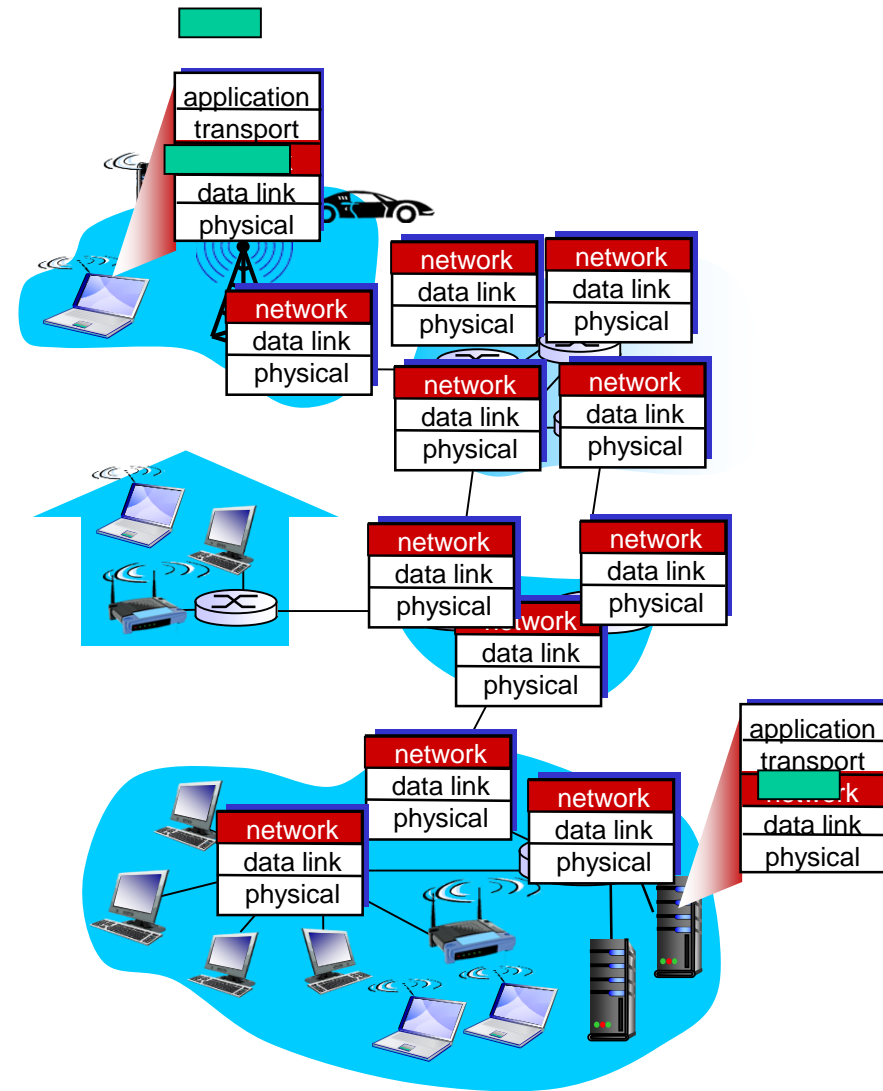 application
transport
data link
physical
network
data link
physical
network
data link
physical
network
data link
physical
network
data link
physical
network
data link
physical
network
data link
physical
network
data link
physical
network
data link
physical
application
transport
network
data link
physical
network
data link
physical
network
data link
physical
network
data link
physical